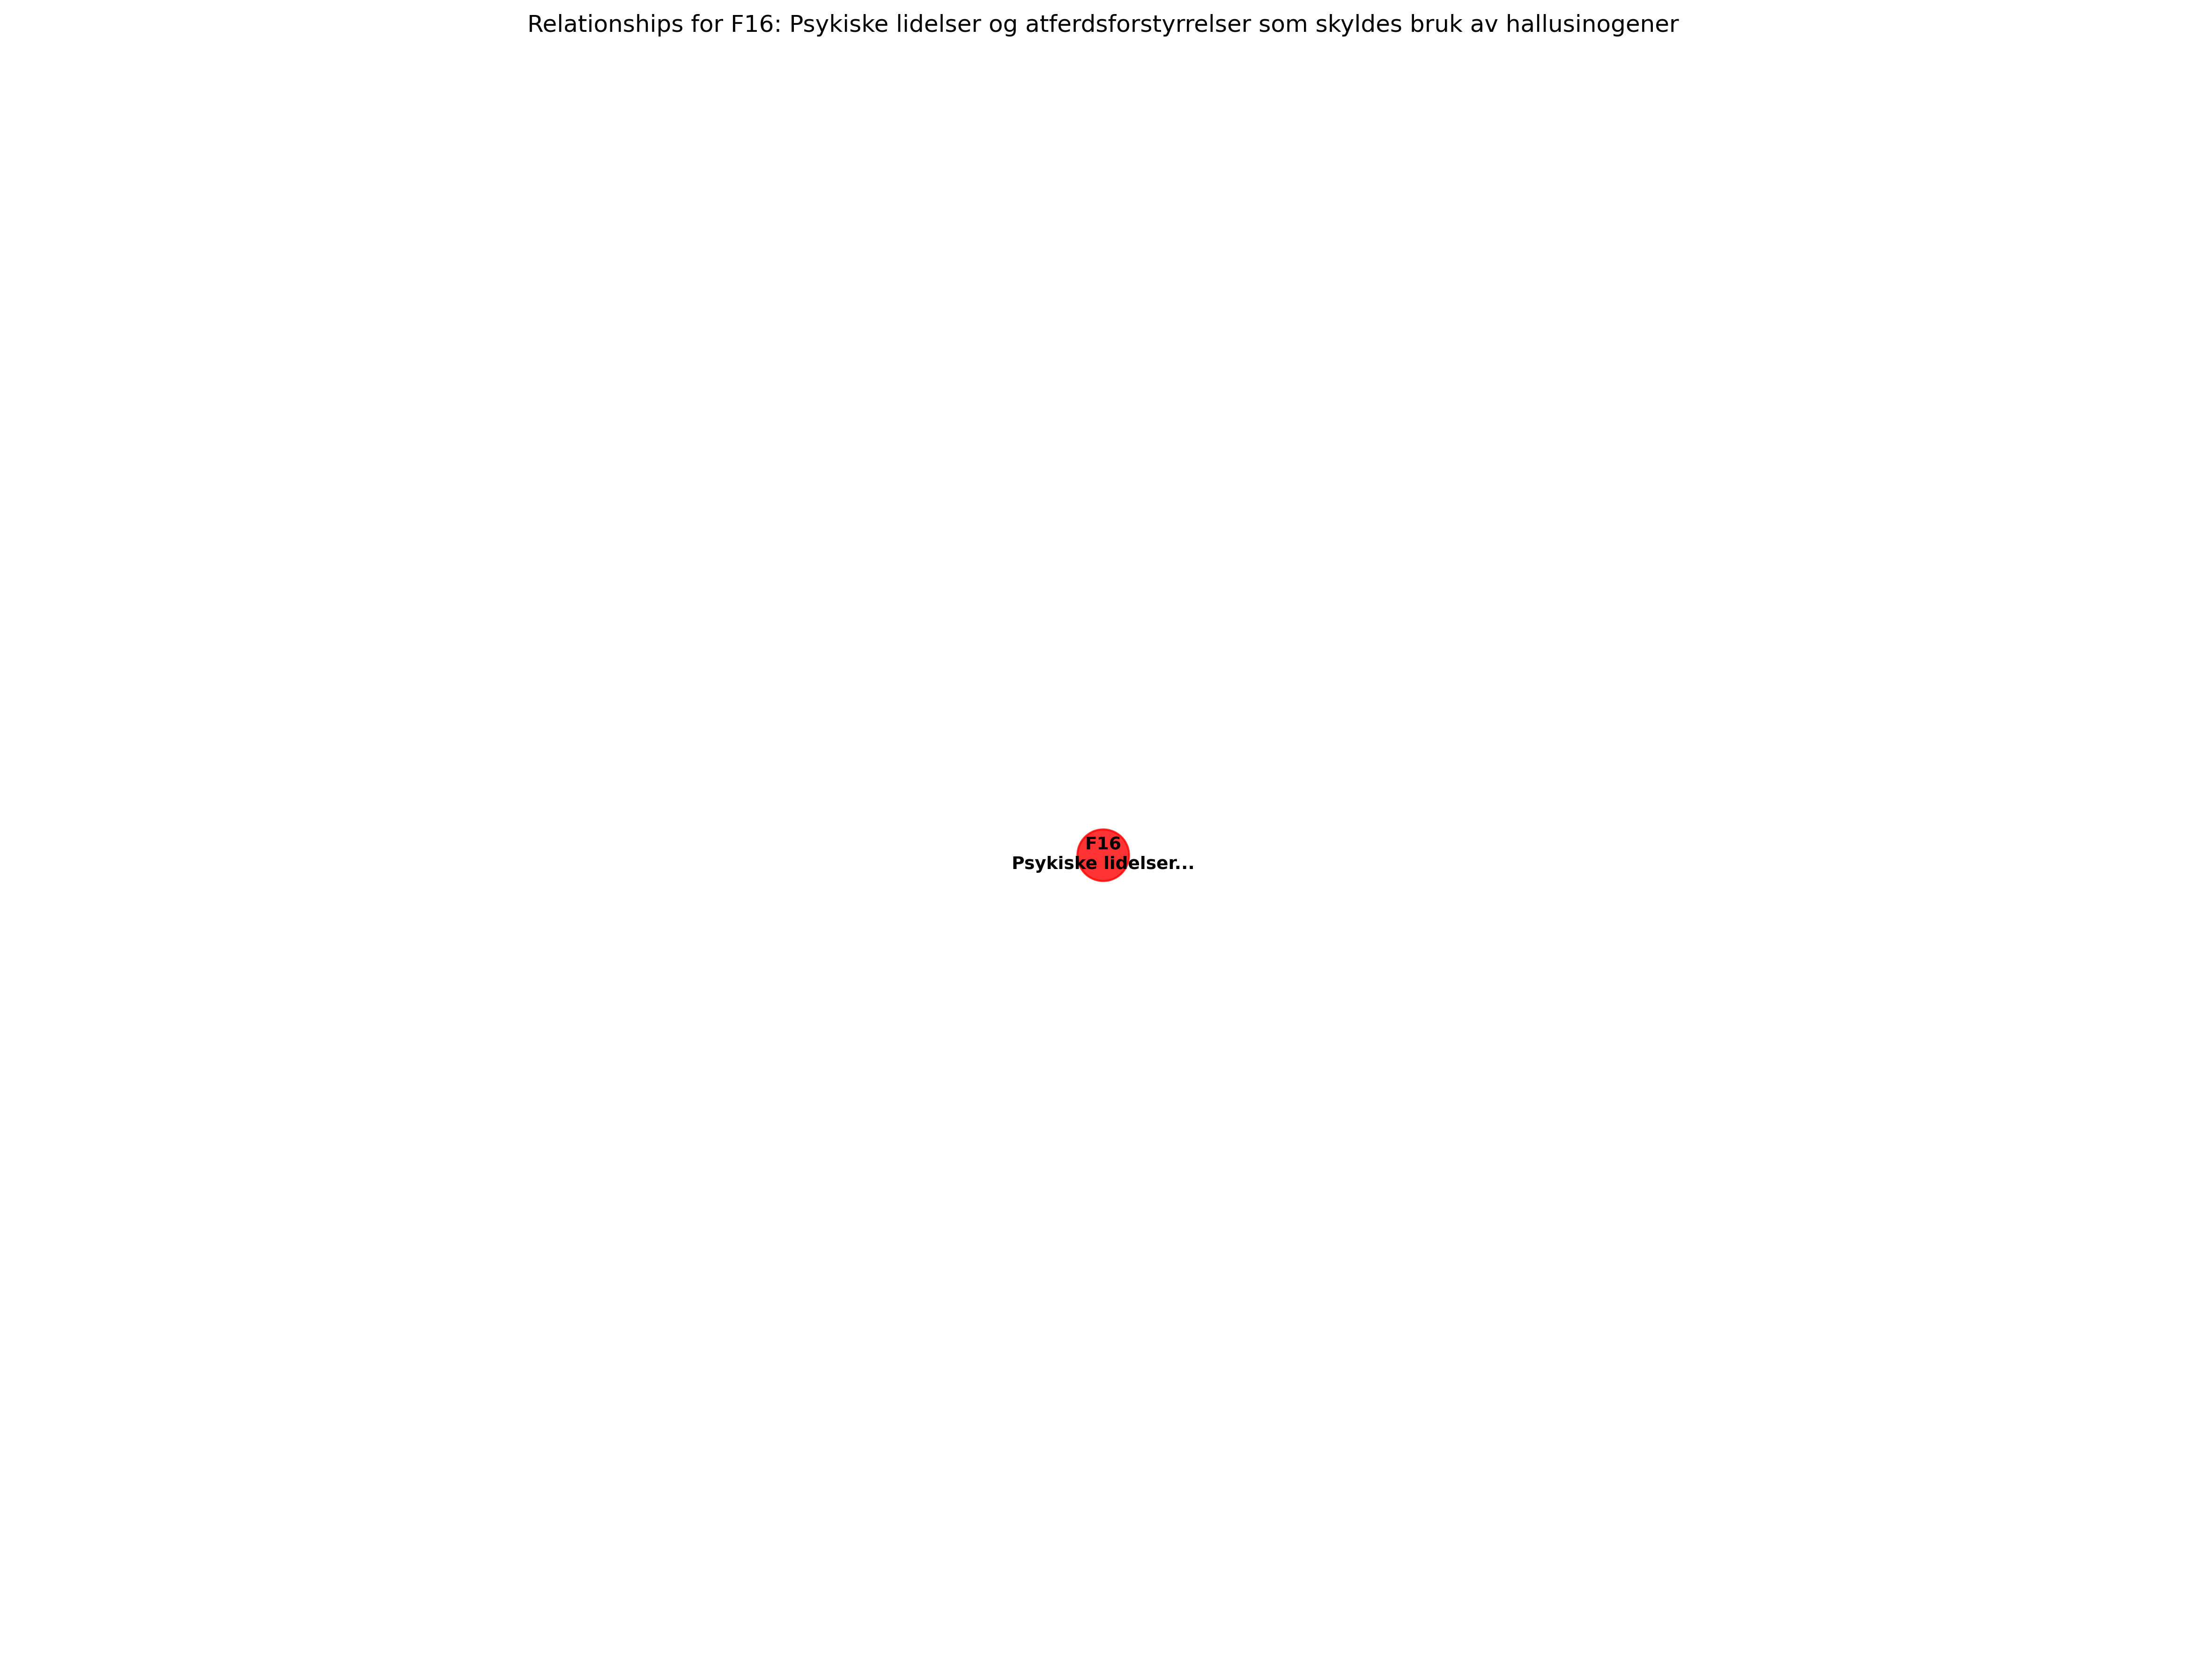 Relationships for F16: Psykiske lidelser og atferdsforstyrrelser som skyldes bruk av hallusinogener
F16
Psykiske lidelser...